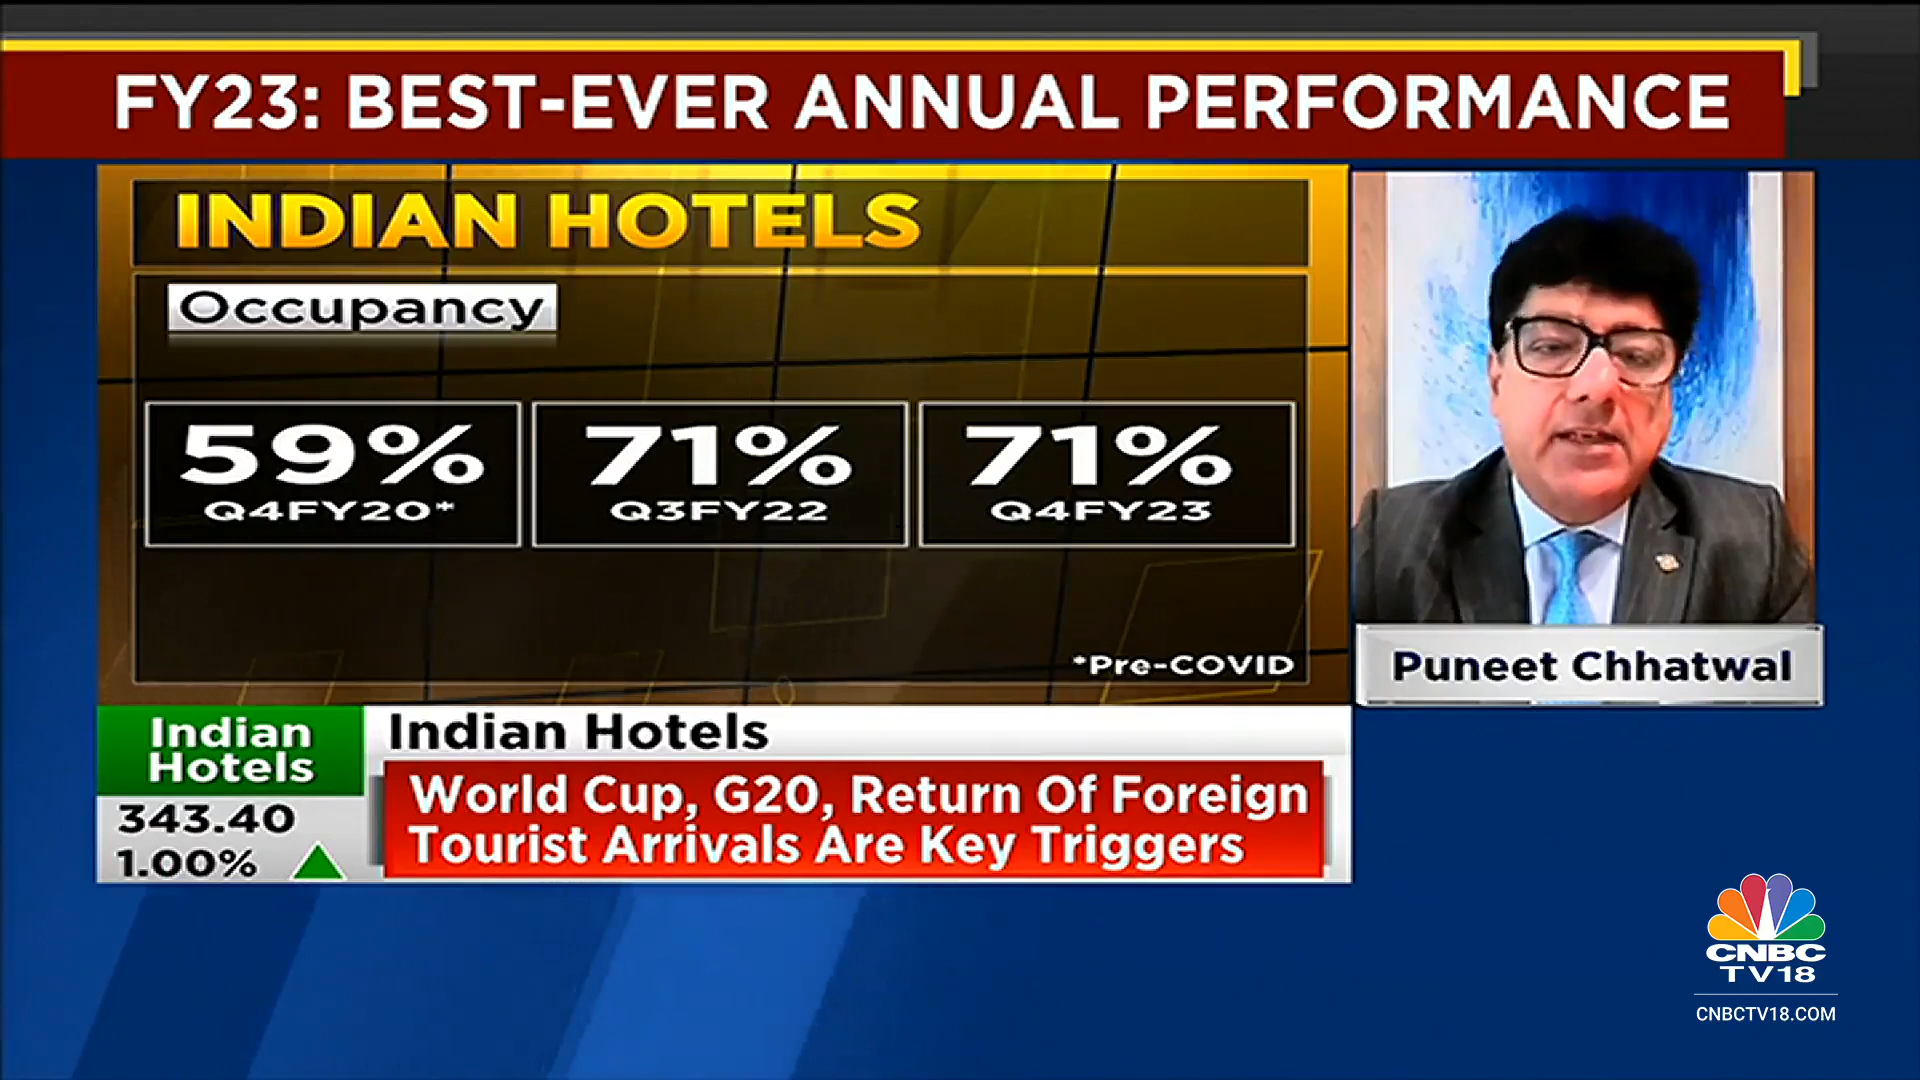 FY23: BEST-EVER ANNUAL PERFORMANCE
INDIAN HOTELS
Occupancy
59%
Q4FY20*
71%
Q3FY22
71%
Q4FY23
*Pre-COVID
Puneet Chhatwal
Indian
Hotels
343.40
1.00%
Indian Hotels
World Cup, G20, Return Of Foreign
Tourist Arrivals Are Key Triggers
CNBC
TV18
CNBCTV18.COM